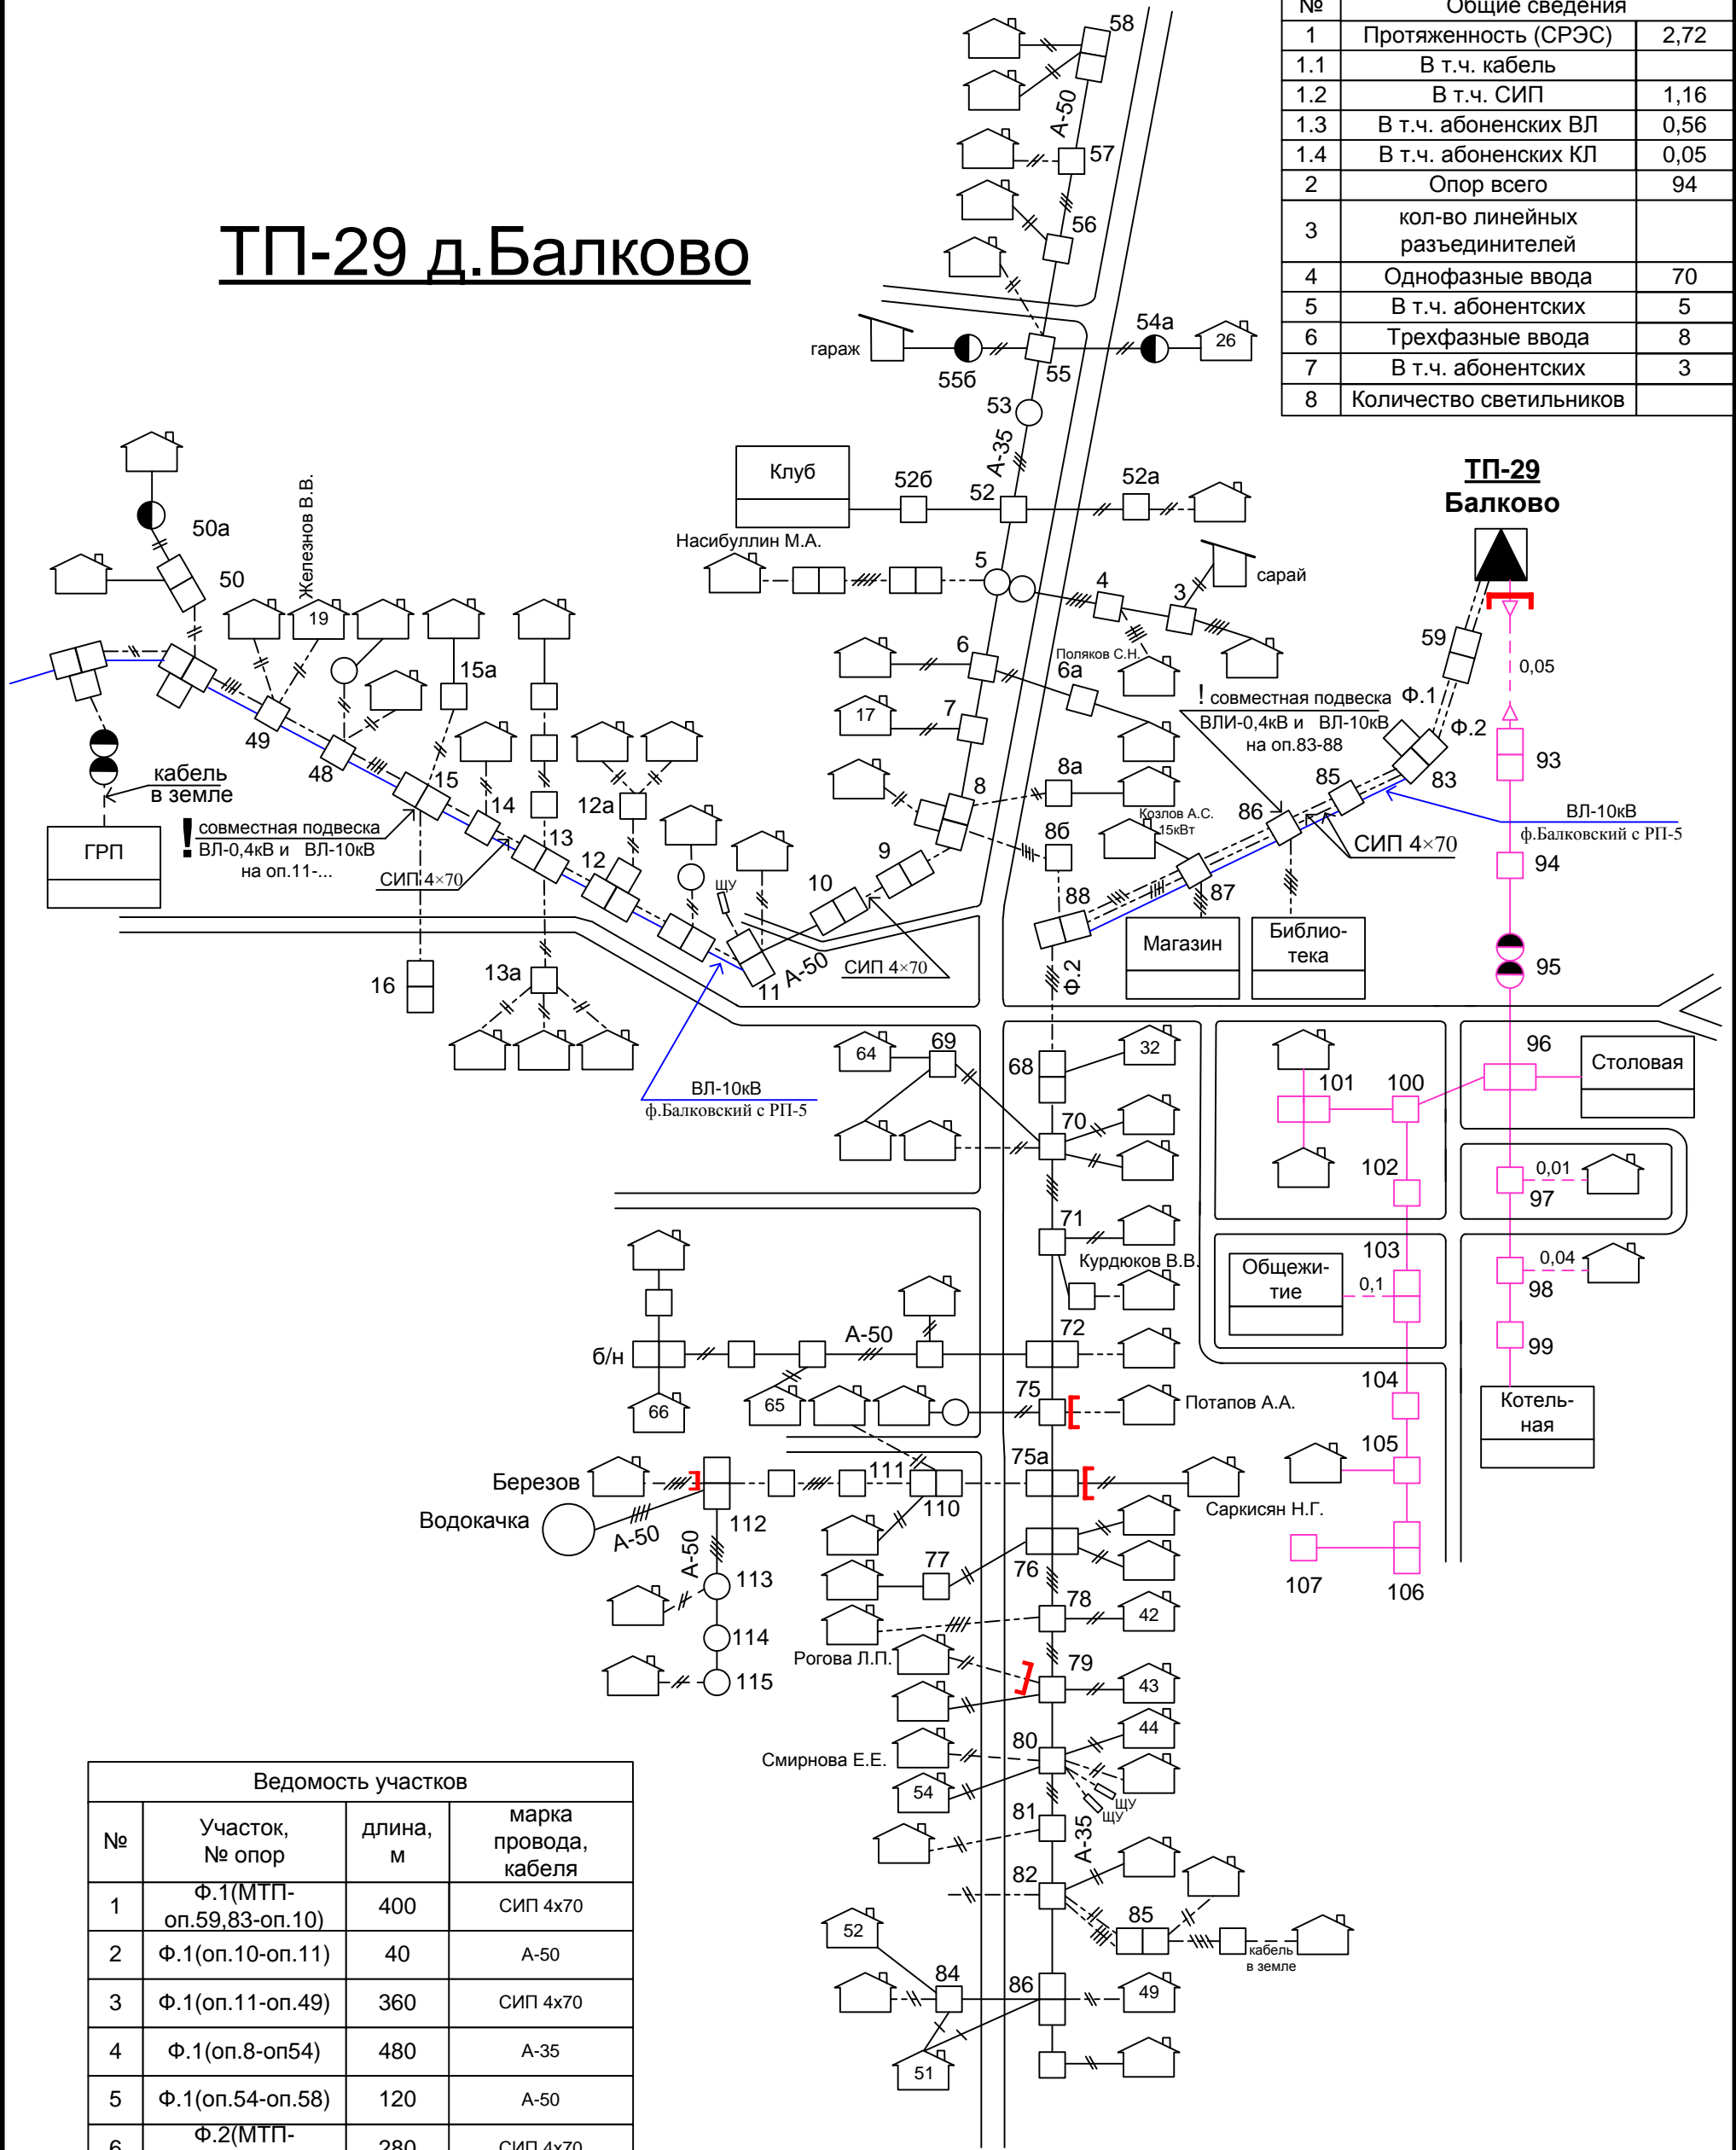 ТП-29 д.Балково
№ Общие сведения
1 Протяженность (СРЭС) 2,72
1.1 В т.ч. кабель
1.2 В т.ч. СИП 1,16
1.3 В т.ч. абоненских ВЛ 0,56
1.4 В т.ч. абоненских КЛ 0,05
2 Опор всего 94
3 кол-во линейных
разъединителей
4 Однофазные ввода 70
5 В т.ч. абонентских 5
6 Трехфазные ввода 8
7 В т.ч. абонентских 3
8 Количество светильников
58
А-50
57
56
гараж
55б
55
54а
26
53
А-35
Клуб
52б
52
52а
Насибуллин М.А.
5
4
3
сарай
Поляков С.Н.
6
6а
17
7
8
8а
Козлов А.С.
15кВт
8б
9
10
СИП 4×70
А-50
11
ЩУ
50а
50
Железнов В.В.
19
49
48
15а
15
14
13
12а
12
кабель
в земле
ГРП
! совместная подвеска
ВЛ-0,4кВ и ВЛ-10кВ
на оп.11-...
СИП 4×70
16
13а
ВЛ-10кВ
ф.Балковский с РП-5
ТП-29
Балково
59
0,05
Ф.1
Ф.2
! совместная подвеска
ВЛИ-0,4кВ и ВЛ-10кВ
на оп.83-88
83
85
86
87
88
СИП 4×70
ВЛ-10кВ
ф.Балковский с РП-5
Магазин
Библио-
тека
Ф.2
93
94
95
96
Столовая
101
100
102
97
0,01
103
Общежи-
тие
0,1
98
0,04
99
104
Котель-
ная
105
106
107
64
69
68
32
70
71
Курдюков В.В.
72
А-50
б/н
66
65
75
Потапов А.А.
75а
Саркисян Н.Г.
Березов
Водокачка
А-50
А-50
112
111
110
113
114
115
76
77
78
42
Рогова Л.П.
79
43
80
44
Смирнова Е.Е.
54
ЩУ
ЩУ
81
А-35
82
85
кабель
в земле
52
84
86
49
51
Ведомость участков
№ Участок,
№ опор длина,
м марка
провода,
кабеля
1 Ф.1(МТП-
оп.59,83-оп.10) 400 СИП 4х70
2 Ф.1(оп.10-оп.11) 40 А-50
3 Ф.1(оп.11-оп.49) 360 СИП 4х70
4 Ф.1(оп.8-оп54) 480 А-35
5 Ф.1(оп.54-оп.58) 120 А-50
6 Ф.2(МТП- 280 СИП 4х70